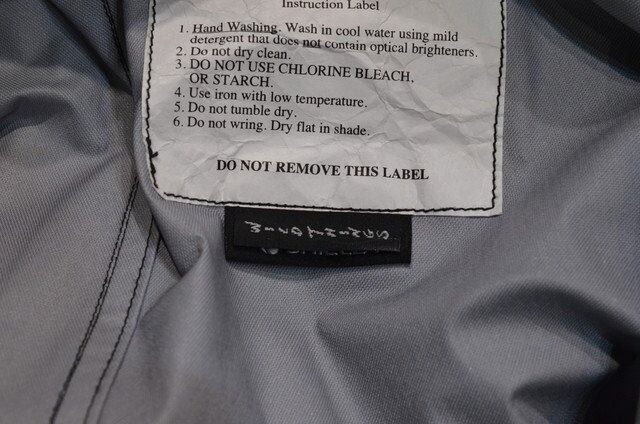 Instruction Label
1. Hand Washing. Wash in cool water using mild
detergent that does not contain optical brighteners.
2. Do not dry clean.
3. DO NOT USE CHLORINE BLEACH.
OR STARCH.
4. Use iron with low temperature.
5. Do not tumble dry.
6. Do not wring. Dry flat in shade.
DO NOT REMOVE THIS LABEL